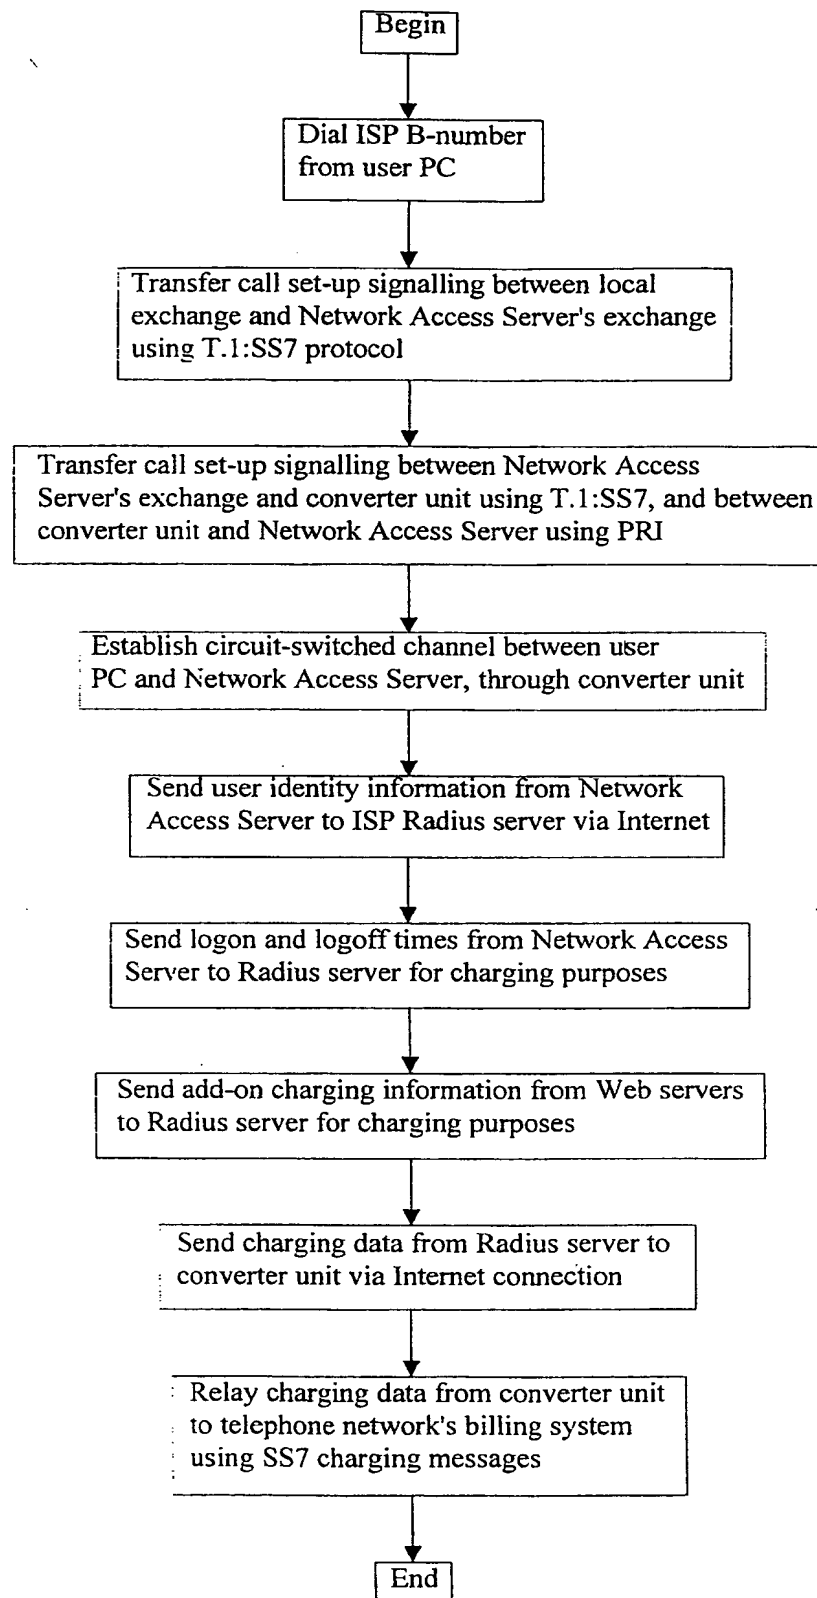 Begin
Dial ISP B-number
from user PC
Transfer call set-up signalling between local
exchange and Network Access Server's exchange
using T.1:SS7 protocol
Transfer call set-up signalling between Network Access
Server's exchange and converter unit using T.1:SS7, and between
converter unit and Network Access Server using PRI
Establish circuit-switched channel between user
PC and Network Access Server, through converter unit
Send user identity information from Network
Access Server to ISP Radius server via Internet
Send logon and logoff times from Network Access
Server to Radius server for charging purposes
Send add-on charging information from Web servers
to Radius server for charging purposes
Send charging data from Radius server to
converter unit via Internet connection
Relay charging data from converter unit
to telephone network's billing system
using SS7 charging messages
End